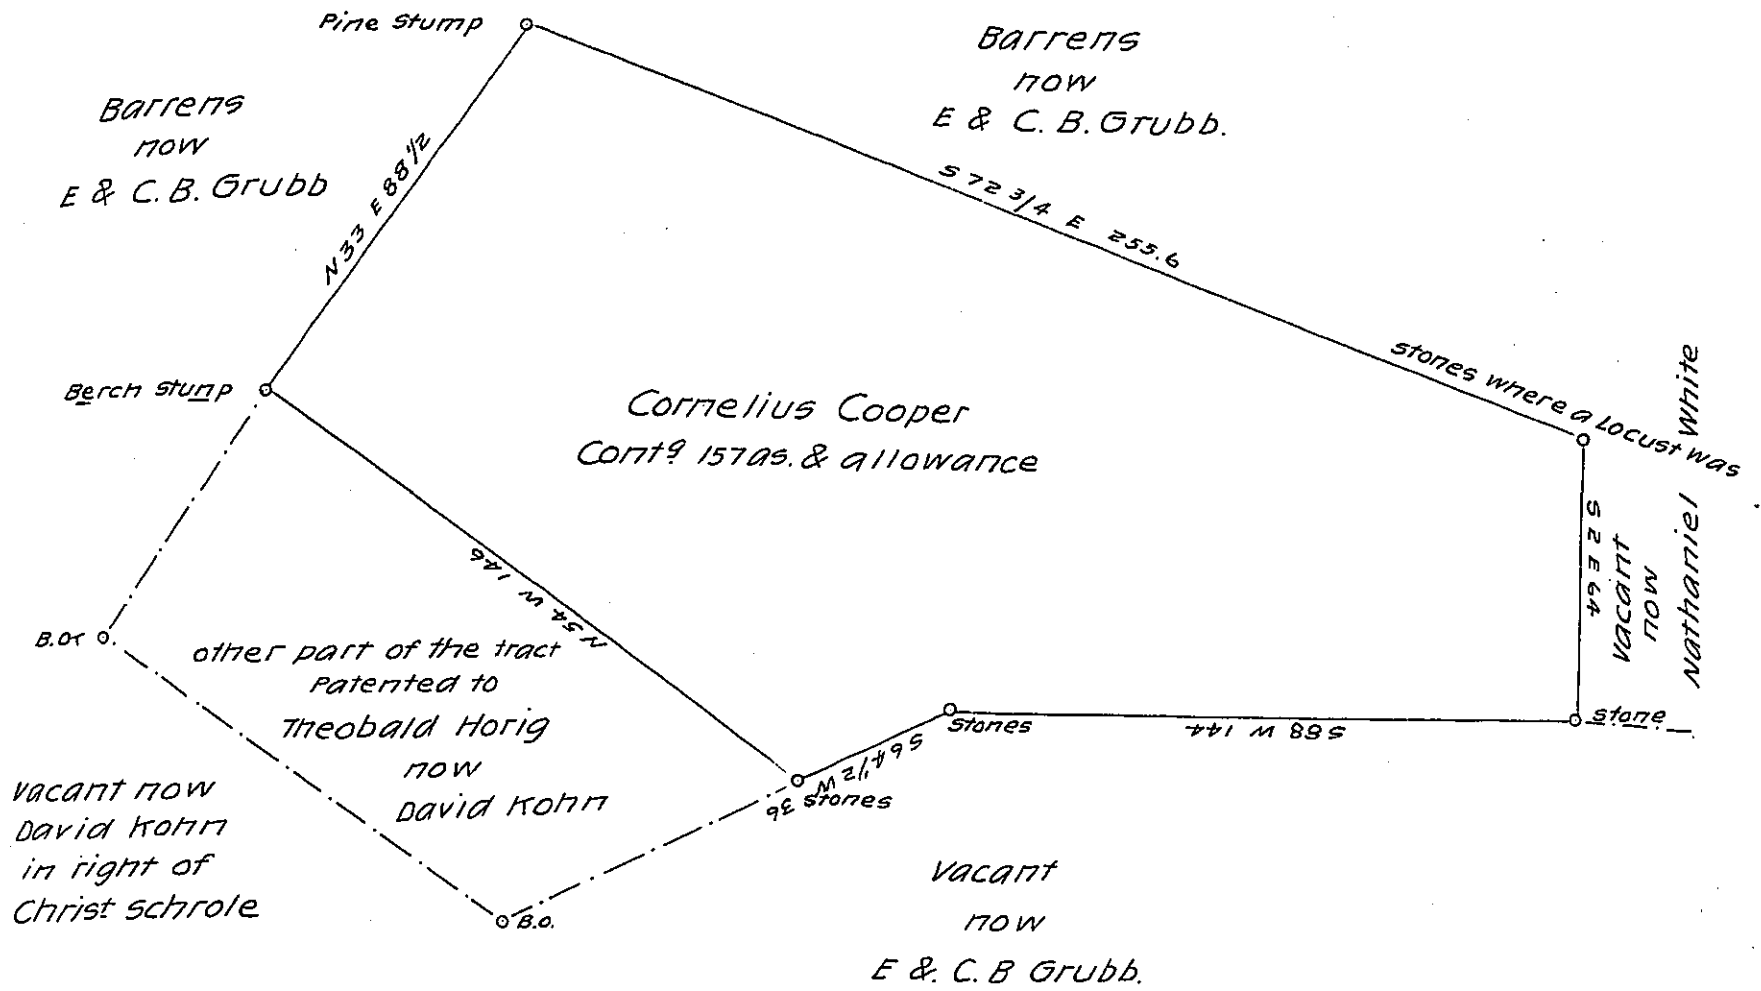 Pine stump
Barrens
now
E & C. B. Grubb.
Barrens
now
E & C. B. Grubb
N 33 E 88 1/2
S 72 3/4 E 255.6
stones where a Locust was
Berch stunp
Cornelius Cooper
Contg 157 as. & allowance
S 2 E 64
Vacant
now
Nathaniel White
N 54 W 146
B.Or
other part of the tract
Patented to
Theobald Horig
now
David Kohn
stones
S 88 W 144
stone
S 64 1/2 W 36
stones
Vacant now
David Kohn
in right of
Christ Schrole
B.O.
Vacant
now
E & C. B Grubb.